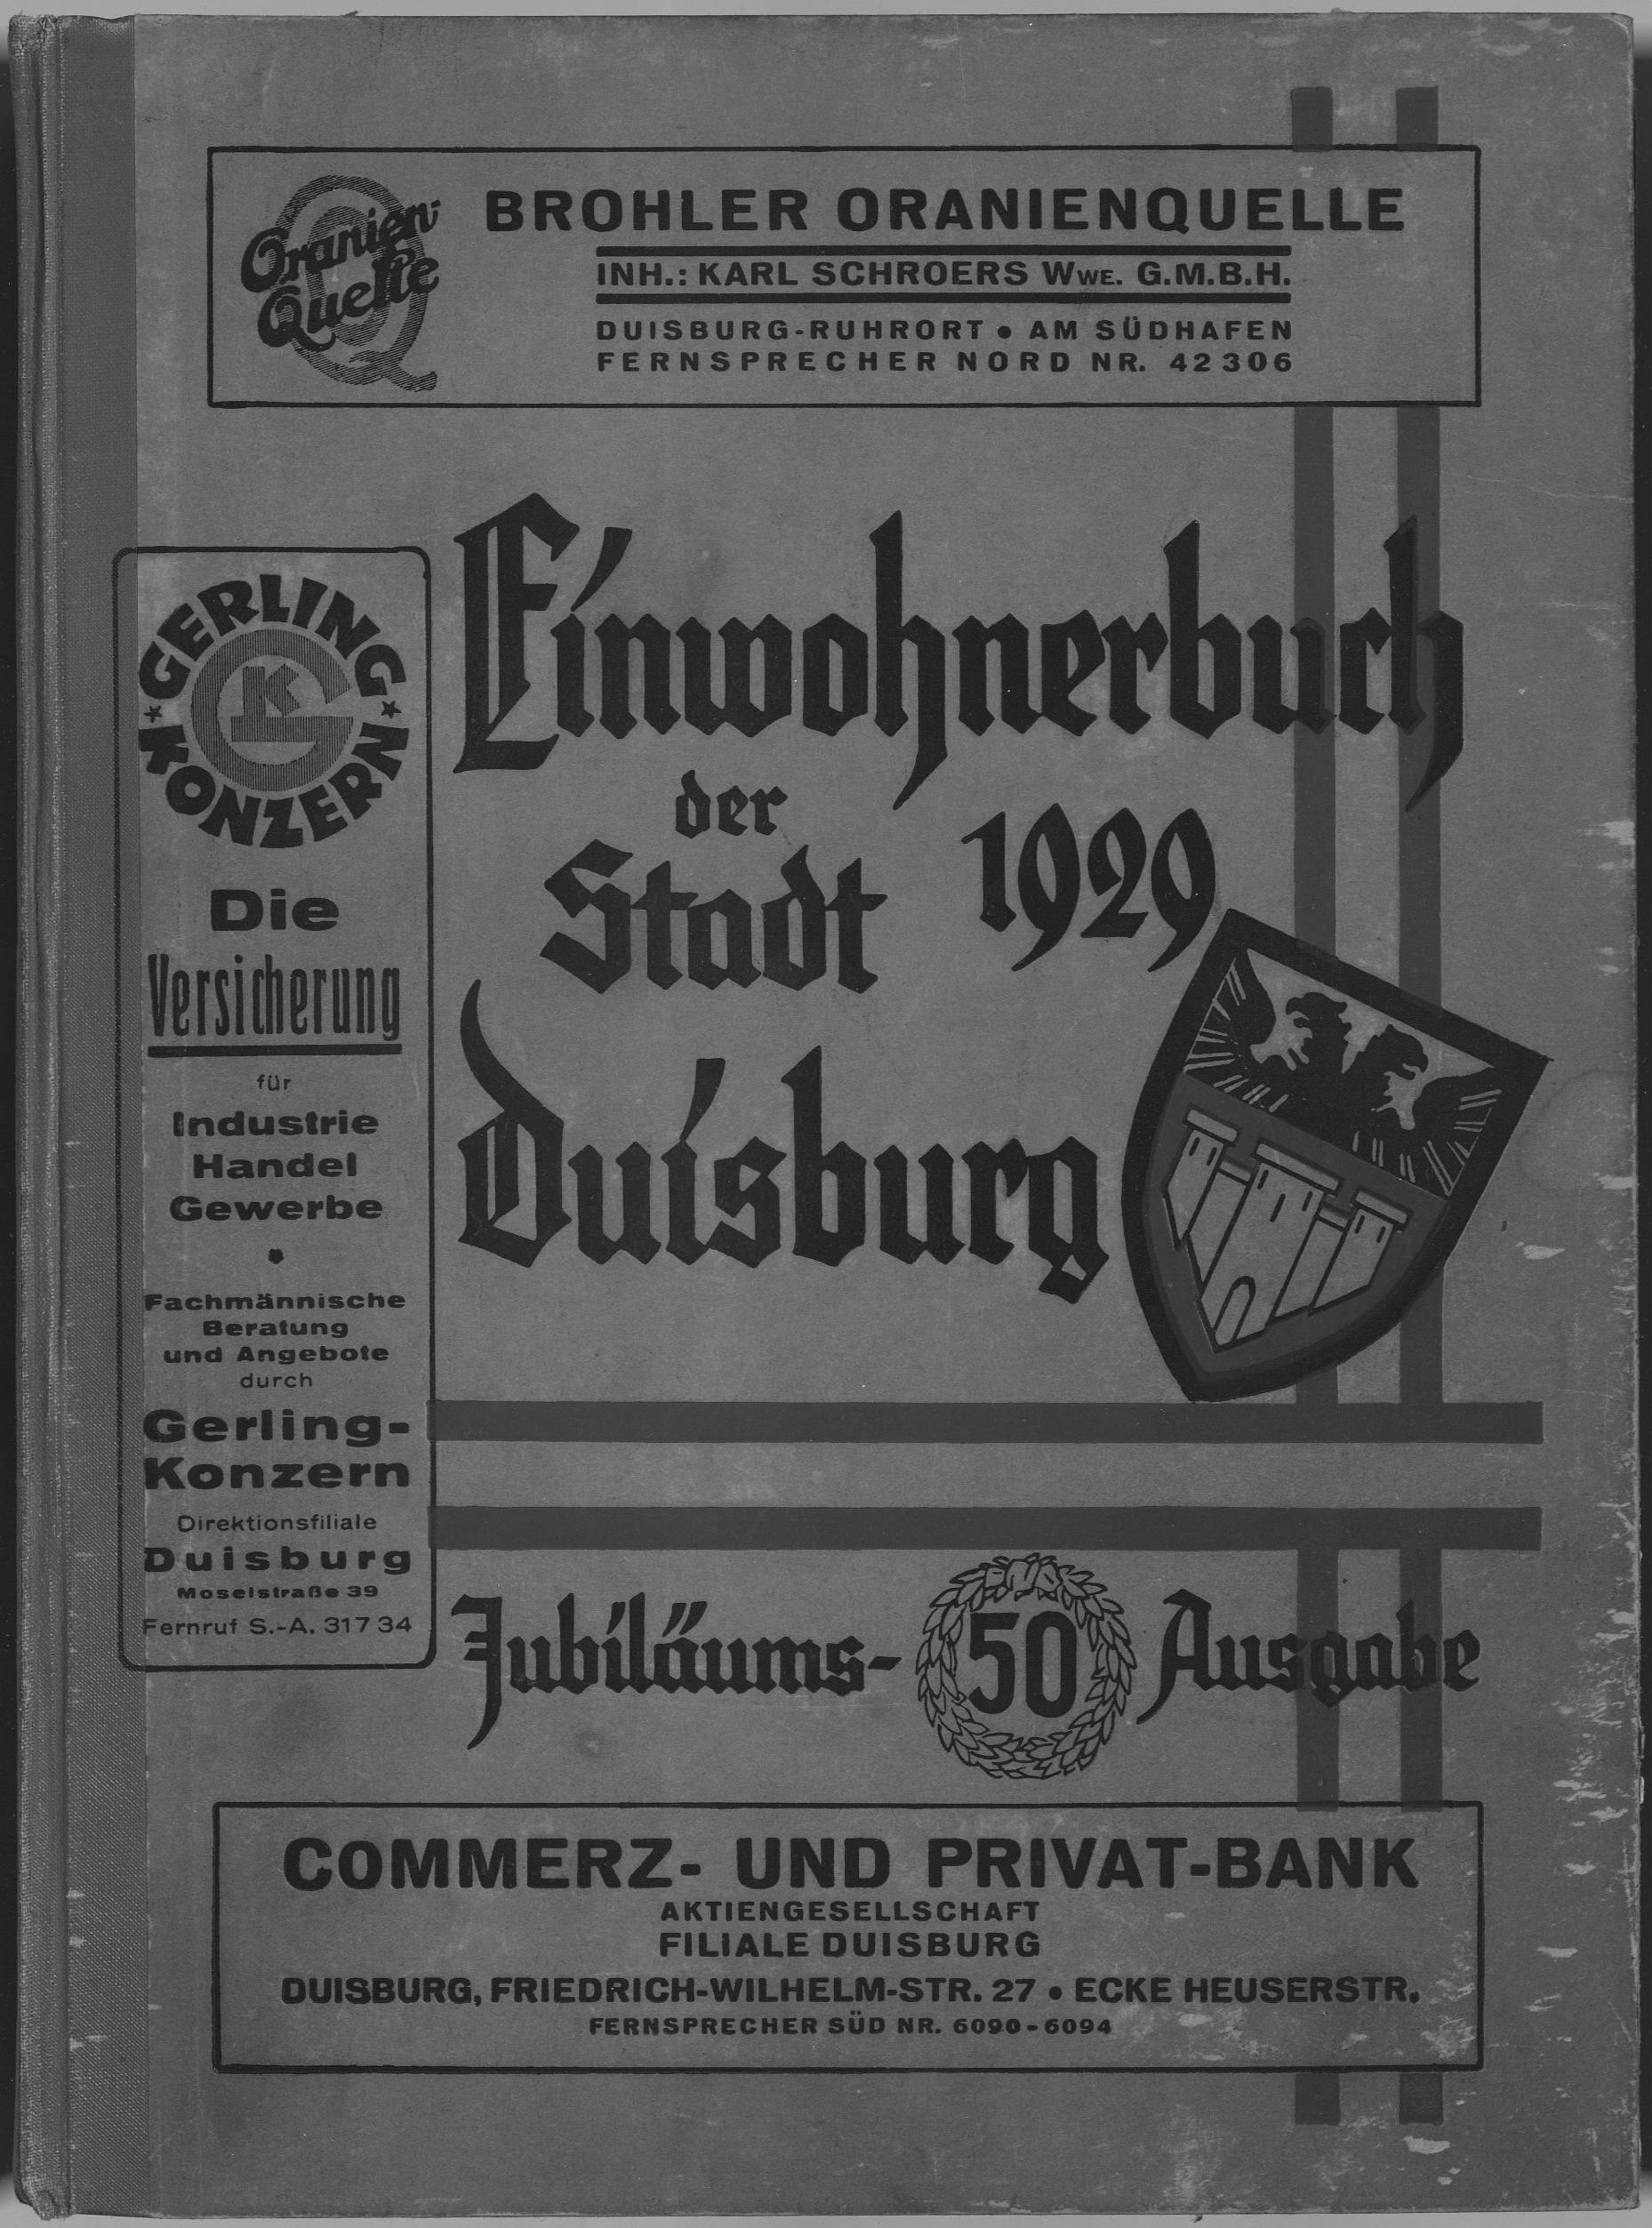 Oranien-
Quelle
BROHLER ORANIENQUELLE
INH.: KARL SCHROERS WWE. G.M.B.H.
DUISBURG-RUHRORT • AM SÜDHAFEN
FERNSPRECHER NORD NR. 42306
Einwohnerbuch
der
Stadt 1929
Duisburg
GERLING
GK
KONZERN
Die
Versicherung
für
Industrie
Handel
Gewerbe
•
Fachmännische
Beratung
und Angebote
durch
Gerling-
Konzern
Direktionsfiliale
Duisburg
Moselstraße 39
Fernruf S.-A. 317 34
Jubiläums- 50 Ausgabe
COMMERZ- UND PRIVAT-BANK
AKTIENGESELLSCHAFT
FILIALE DUISBURG
DUISBURG, FRIEDRICH-WILHELM-STR. 27 • ECKE HEUSERSTR.
FERNSPRECHER SÜD NR. 6090-6094